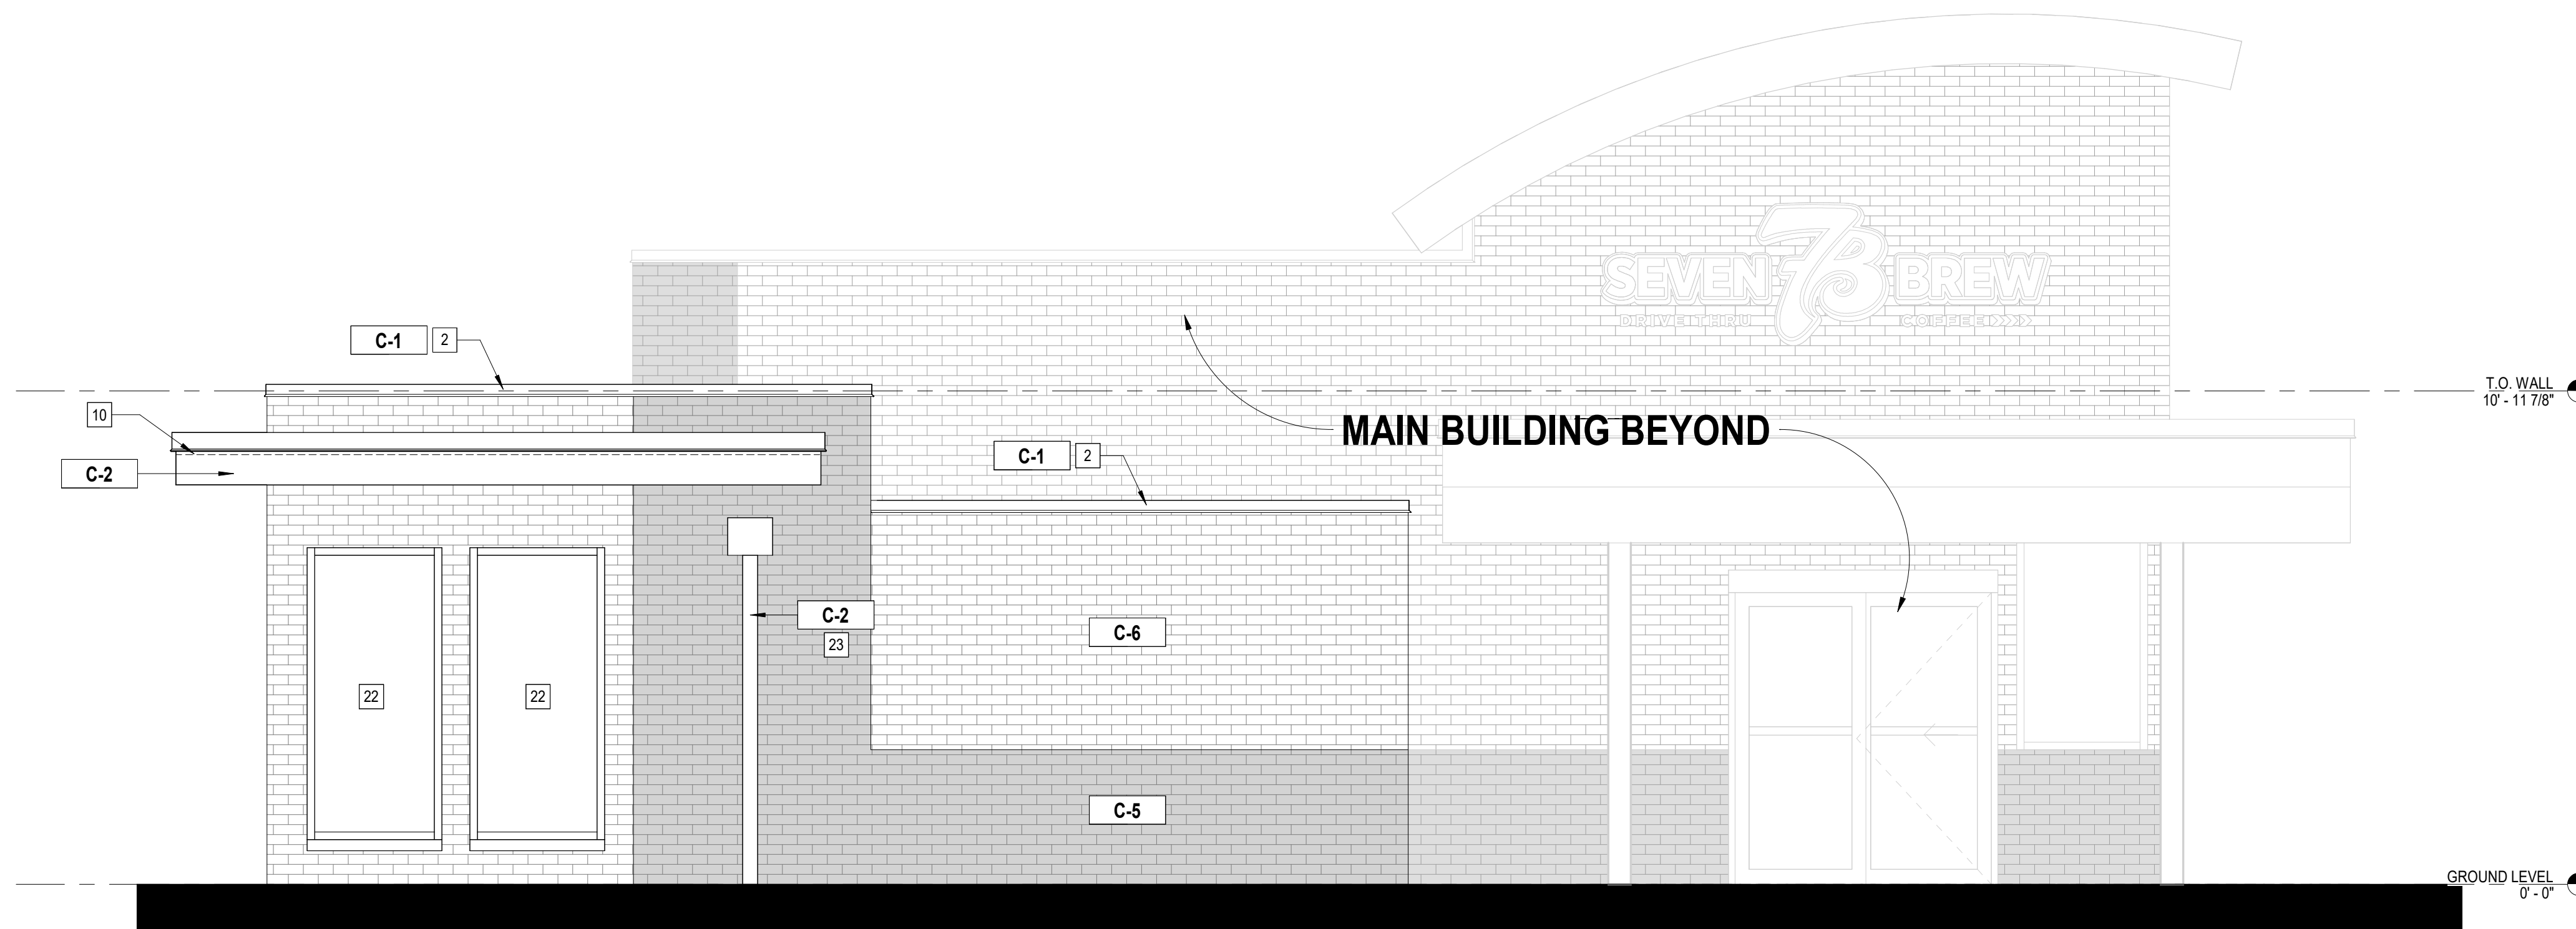 SEVEN 7B BREW
DRIVE THRU COFFEE
C-1 2
T.O. WALL
10' - 11 7/8"
10
MAIN BUILDING BEYOND
C-1 2
C-2
C-2
23
C-6
22
22
C-5
GROUND LEVEL
0' - 0"